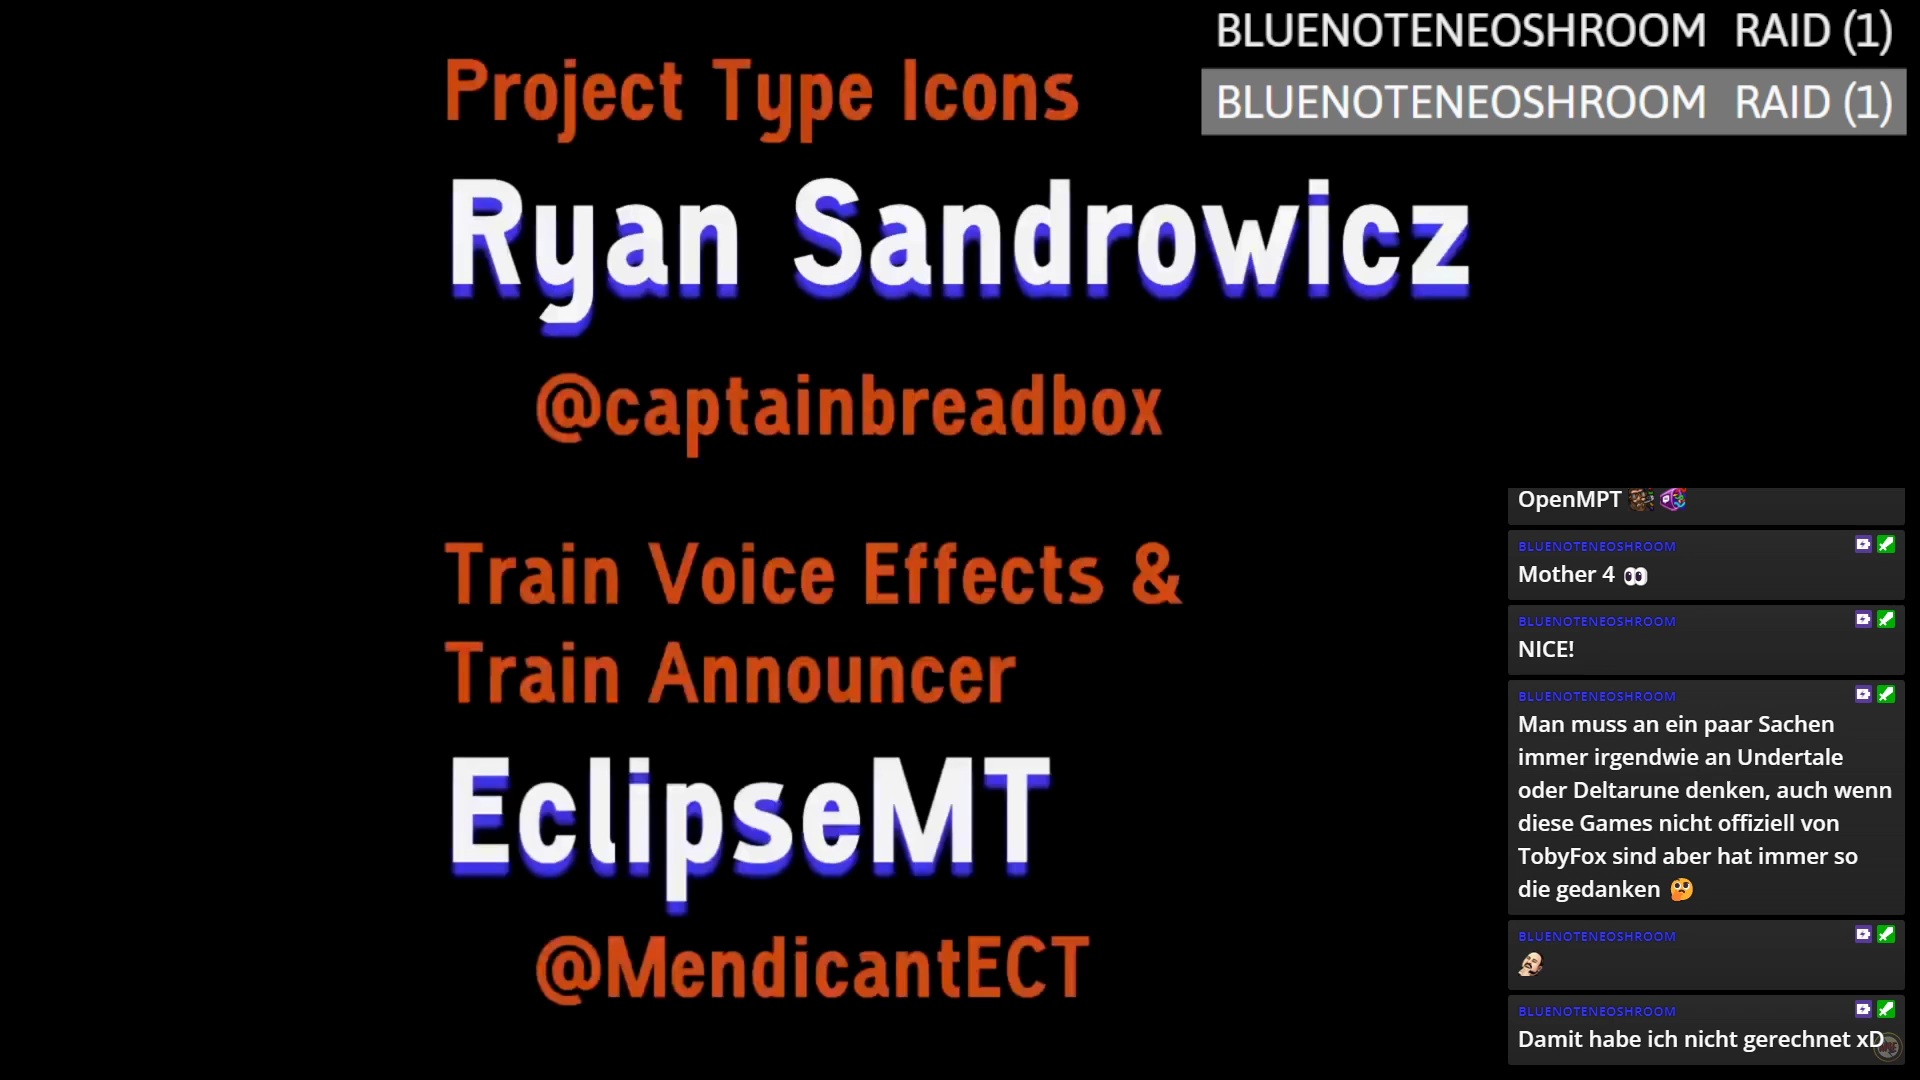 Project Type Icons
Ryan Sandrowicz
@captainbreadbox
Train Voice Effects &
Train Announcer
EclipseMT
@MendicantECT
BLUENOTENEOSHROOM RAID (1)
BLUENOTENEOSHROOM RAID (1)
OpenMPT
BLUENOTENEOSHROOM
Mother 4 👀
BLUENOTENEOSHROOM
NICE!
BLUENOTENEOSHROOM
Man muss an ein paar Sachen
immer irgendwie an Undertale
oder Deltarune denken, auch wenn
diese Games nicht offiziell von
TobyFox sind aber hat immer so
die gedanken 🤔
BLUENOTENEOSHROOM
BLUENOTENEOSHROOM
Damit habe ich nicht gerechnet xD